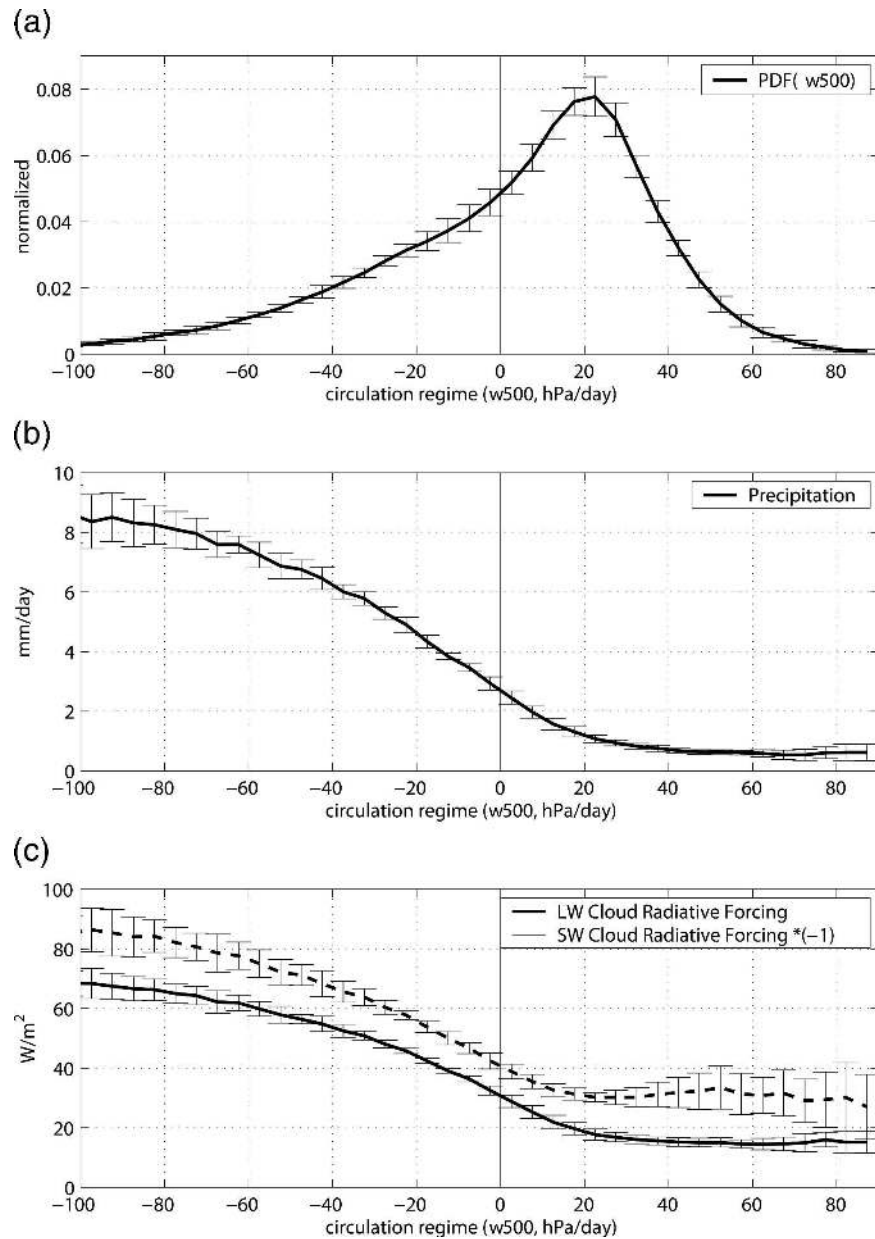 (a)
PDF( w500)
0.08
0.06
0.04
0.02
0
normalized
−100 −80 −60 −40 −20 0 20 40 60 80
circulation regime (w500, hPa/day)
(b)
Precipitation
10
8
6
4
2
0
mm/day
−100 −80 −60 −40 −20 0 20 40 60 80
circulation regime (w500, hPa/day)
(c)
LW Cloud Radiative Forcing
SW Cloud Radiative Forcing *(−1)
100
80
60
40
20
0
W/m²
−100 −80 −60 −40 −20 0 20 40 60 80
circulation regime (w500, hPa/day)